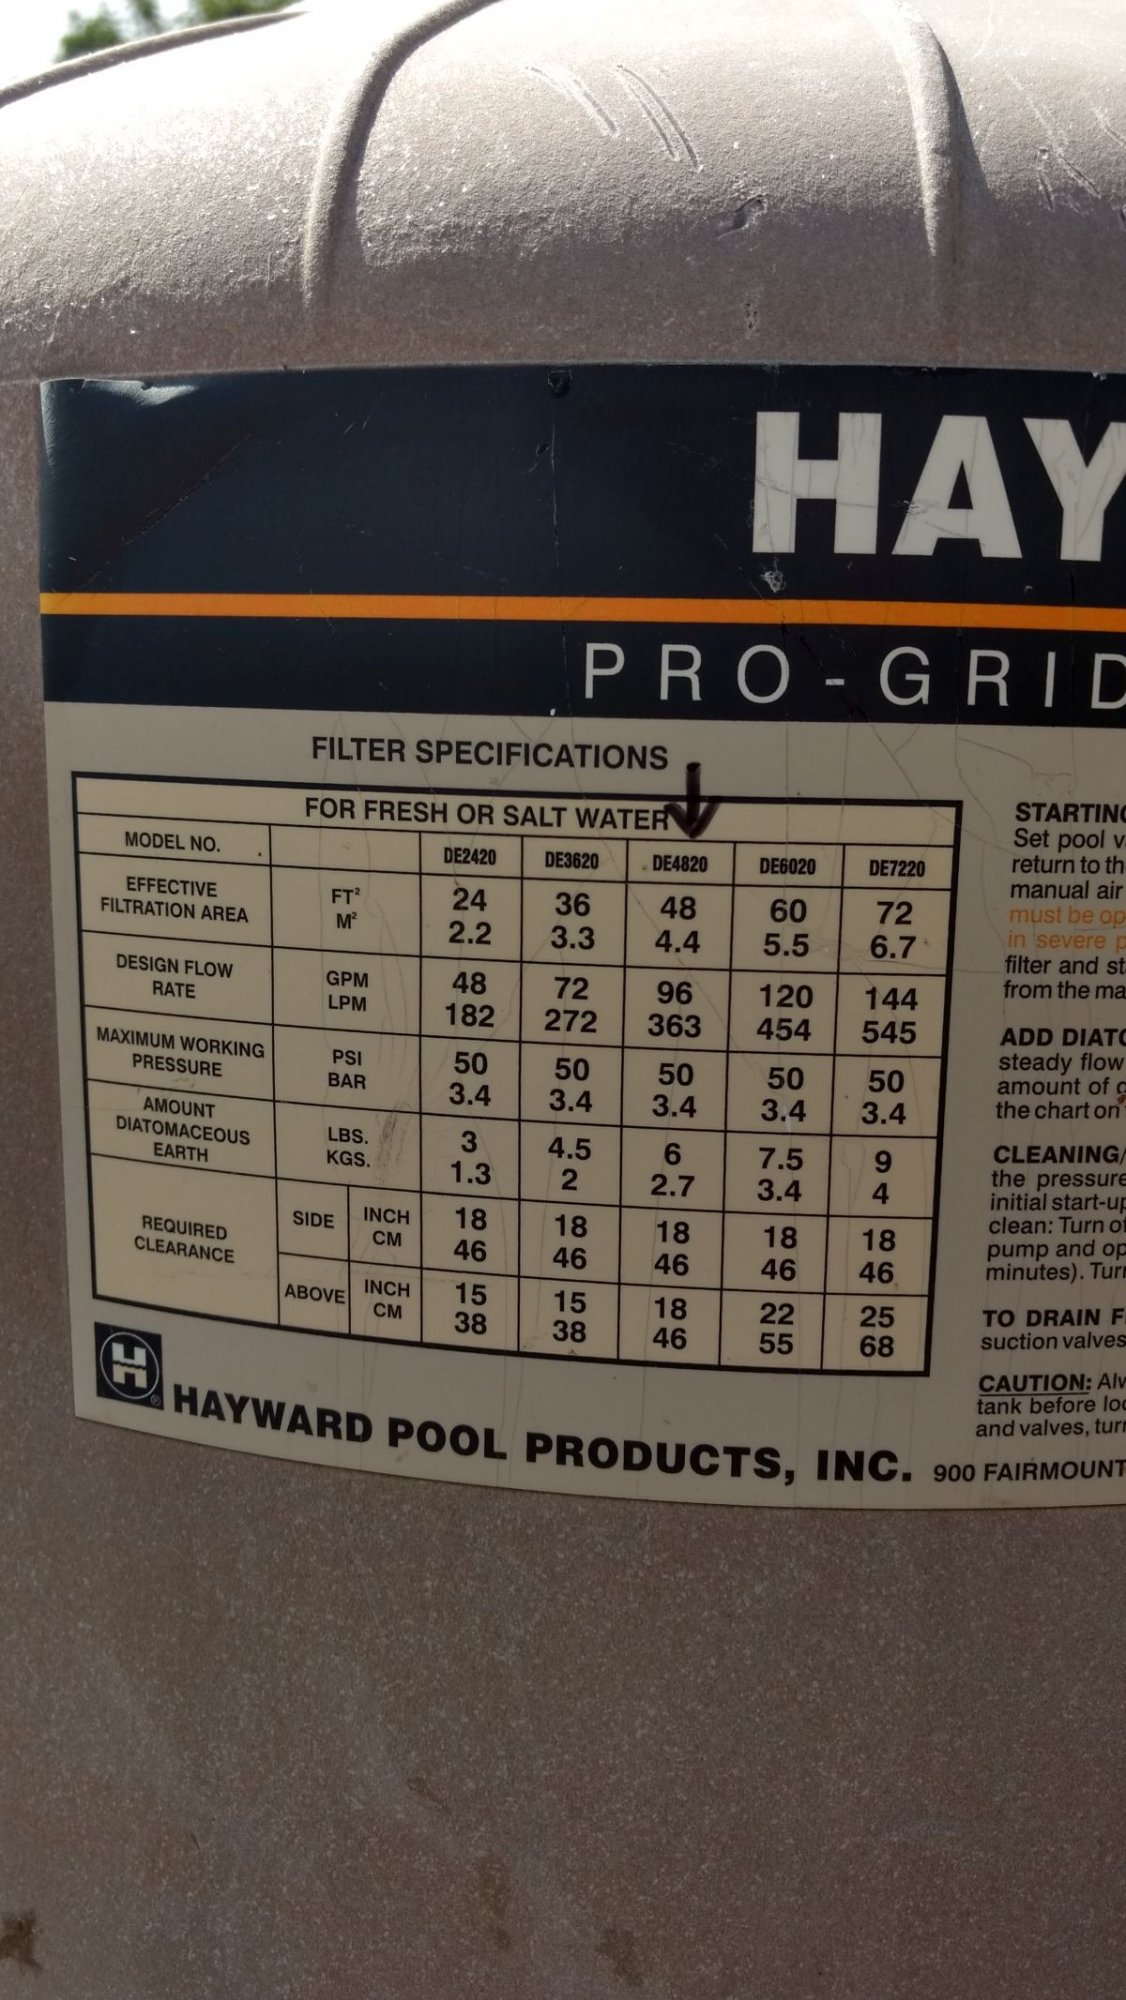 HAY
PRO-GRID
FILTER SPECIFICATIONS
FOR FRESH OR SALT WATER
MODEL NO. DE2420 DE3620 DE4820 DE6020 DE7220
EFFECTIVE FILTRATION AREA FT² 24 36 48 60 72
M² 2.2 3.3 4.4 5.5 6.7
DESIGN FLOW RATE GPM 48 72 96 120 144
LPM 182 272 363 454 545
MAXIMUM WORKING PRESSURE PSI 50 50 50 50 50
BAR 3.4 3.4 3.4 3.4 3.4
AMOUNT DIATOMACEOUS EARTH LBS. 3 4.5 6 7.5 9
KGS. 1.3 2 2.7 3.4 4
REQUIRED CLEARANCE SIDE INCH 18 18 18 18 18
CM 46 46 46 46 46
ABOVE INCH 15 15 18 22 25
CM 38 38 46 55 68
H ®
HAYWARD POOL PRODUCTS, INC. 900 FAIRMOUNT
STARTING
Set pool v
return to th
manual air
must be op
in severe p
filter and st
from the ma
ADD DIATO
steady flow
amount of
the chart on
CLEANING/
the pressure
initial start-up
clean: Turn of
pump and op
minutes). Tur
TO DRAIN F
suction valves
CAUTION: Alw
tank before loo
and valves, turn